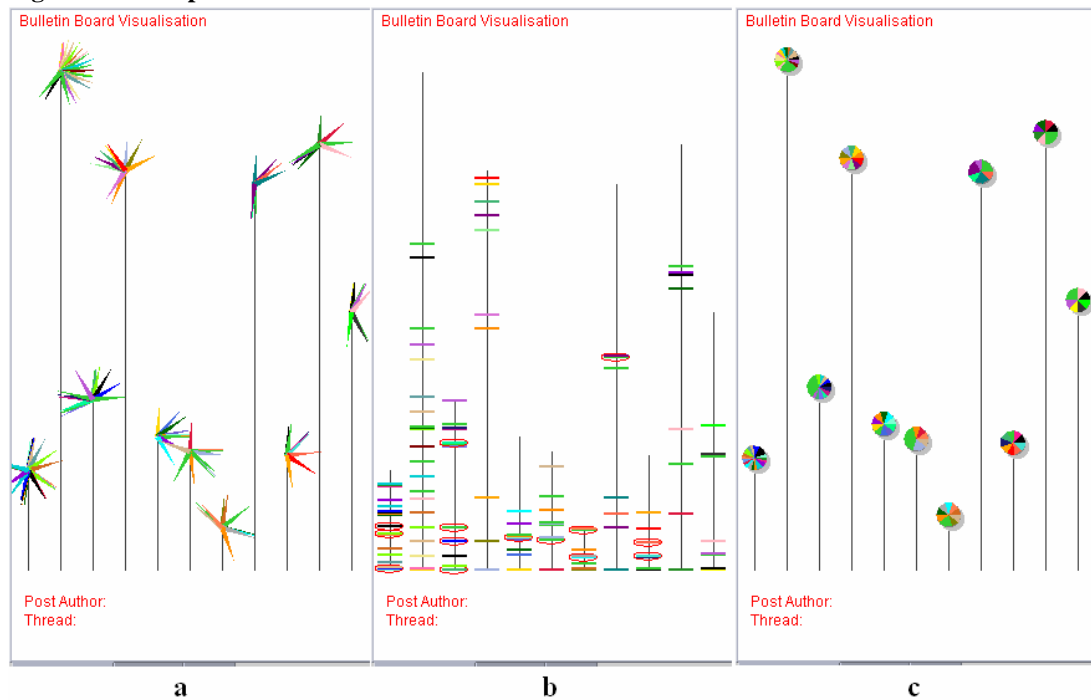 Bulletin Board Visualisation
Bulletin Board Visualisation
Bulletin Board Visualisation
Post Author:
Thread:
Post Author:
Thread:
Post Author:
Thread:
a
b
c